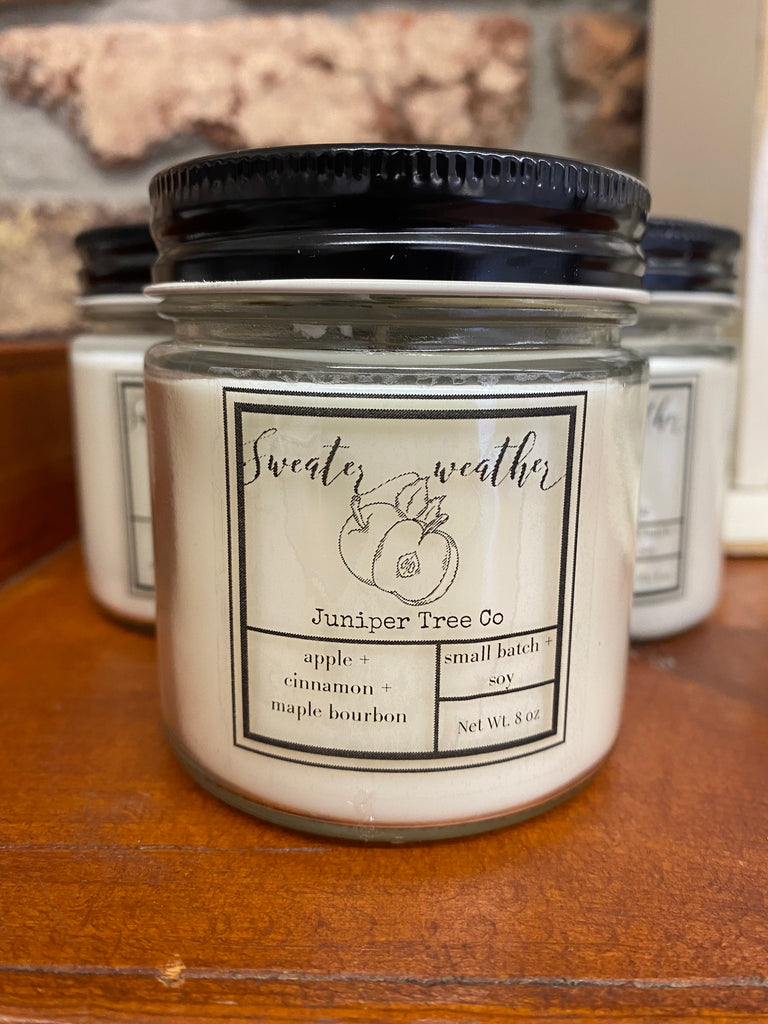 Sweater weather
Juniper Tree Co
apple +
cinnamon +
maple bourbon
small batch +
soy
Net Wt. 8 oz